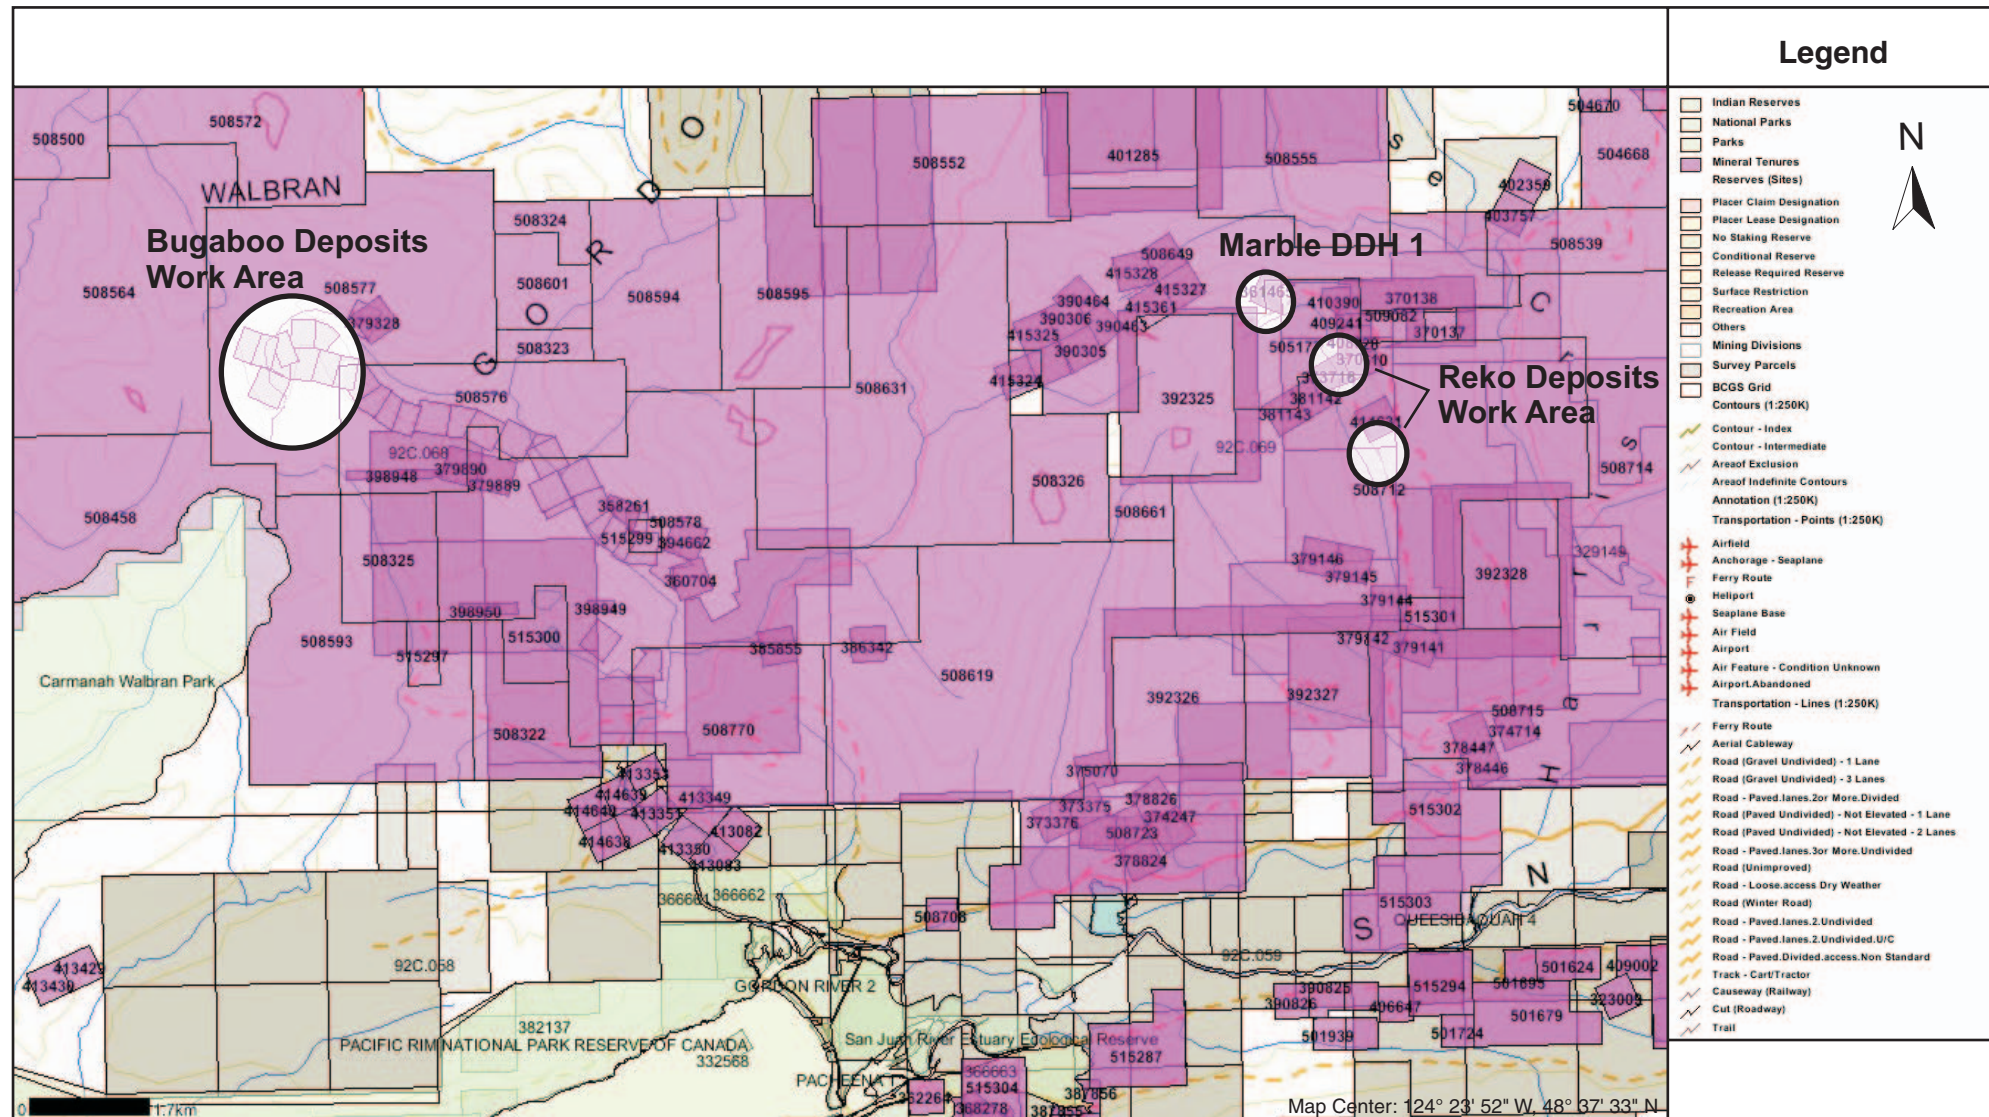 Legend
N
Indian Reserves
National Parks
Parks
Mineral Tenures
Reserves (Sites)
Placer Claim Designation
Placer Lease Designation
No Staking Reserve
Conditional Reserve
Release Required Reserve
Surface Restriction
Recreation Area
Others
Mining Divisions
Survey Parcels
BCGS Grid
Contours (1:250K)
Contour - Index
Contour - Intermediate
Areaof Exclusion
Areaof Indefinite Contours
Annotation (1:250K)
Transportation - Points (1:250K)
Airfield
Anchorage - Seaplane
Ferry Route
Heliport
Seaplane Base
Air Field
Airport
Air Feature - Condition Unknown
Airport.Abandoned
Transportation - Lines (1:250K)
Ferry Route
Aerial Cableway
Road (Gravel Undivided) - 1 Lane
Road (Gravel Undivided) - 3 Lanes
Road - Paved.lanes.2or More.Divided
Road (Paved Undivided) - Not Elevated - 1 Lane
Road (Paved Undivided) - Not Elevated - 2 Lanes
Road - Paved.lanes.3or More.Undivided
Road (Unimproved)
Road - Loose.access Dry Weather
Road (Winter Road)
Road - Paved.lanes.2.Undivided
Road - Paved.lanes.2.Undivided.U/C
Road - Paved.Divided.access.Non Standard
Track - Cart/Tractor
Causeway (Railway)
Cut (Roadway)
Trail
508500
508572
WALBRAN
Bugaboo Deposits
Work Area
508564
508577
379328
508324
508601
508323
508576
G O R D O
508594
508595
508552
401285
508555
504670
504668
402359
403757
508539
Marble DDH 1
508649
415328
415327
415361
390464
390306
390463
415325
390305
415324
410390
370138
509082
409241
370137
Reko Deposits
Work Area
381142
381143
414631
392325
92C.069
508631
508326
508661
508712
508714
92C.068
398948
379890
379889
508458
358261
508578
515299
394662
360704
508325
398950
398949
515300
508593
515297
385855
386342
508619
508322
508770
379146
379145
379144
515301
392328
329149
379142
379141
392326
392327
508715
374714
378447
378446
Carmanah Walbran Park
413353
414639
414640
413351
414638
413349
413082
413350
413083
375070
373375
373376
378826
374247
508723
378824
515302
515303
QUEESIDAQUAH 4
366661
366662
508708
92C.058
92C.059
413429
413430
GORDON RIVER 2
382137
PACIFIC RIM NATIONAL PARK RESERVE OF CANADA
332568
San Juan River Estuary Ecological Reserve
PACHEENA 1
362264
366663
515304
368278
515287
387856
387855
390825
390826
406647
515294
501624
409002
501695
323003
501939
501724
501679
S N
H a r r i s C r
s e
0 1.7km
Map Center: 124° 23' 52" W, 48° 37' 33" N